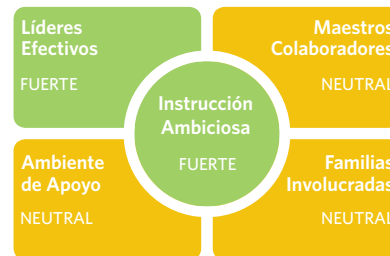 Líderes
Efectivos
FUERTE
Maestros
Colaboradores
NEUTRAL
Instrucción
Ambiciosa
FUERTE
Ambiente
de Apoyo
NEUTRAL
Familias
Involucradas
NEUTRAL